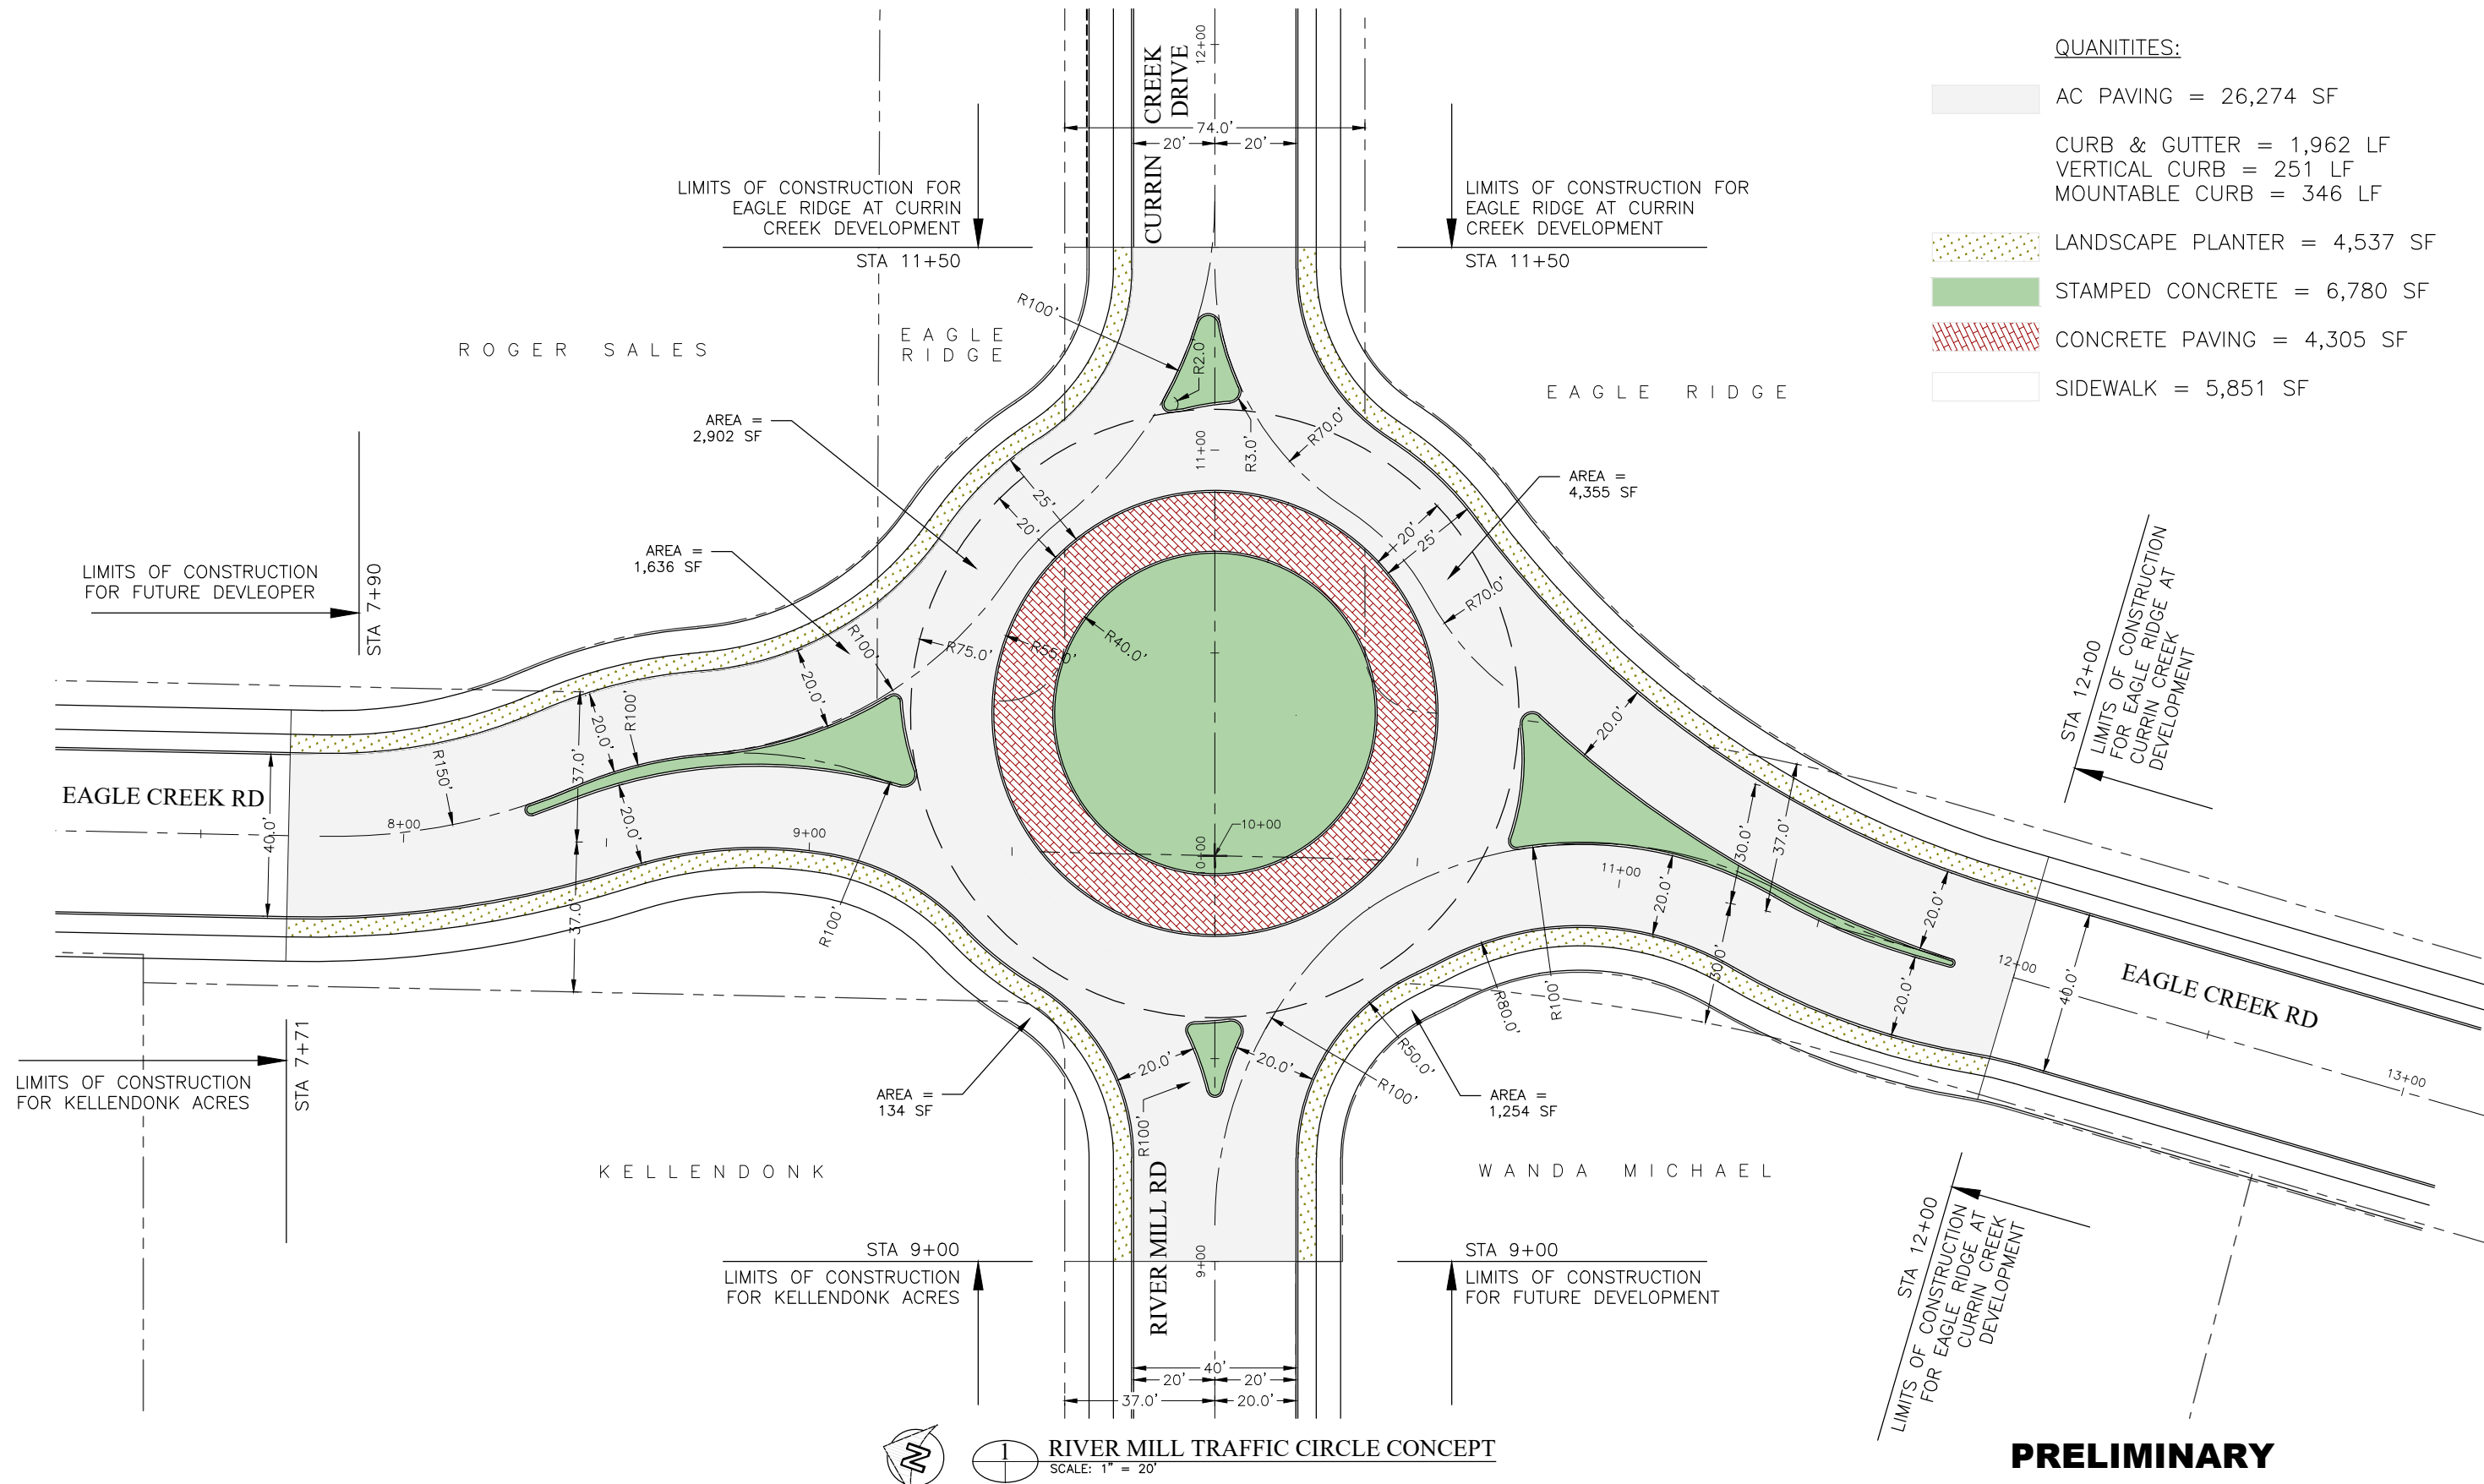 QUANITITES:
AC PAVING = 26,274 SF
CURB & GUTTER = 1,962 LF
VERTICAL CURB = 251 LF
MOUNTABLE CURB = 346 LF
LANDSCAPE PLANTER = 4,537 SF
STAMPED CONCRETE = 6,780 SF
CONCRETE PAVING = 4,305 SF
SIDEWALK = 5,851 SF
CURRIN CREEK
DRIVE
12+00
74.0'
20'
20'
LIMITS OF CONSTRUCTION FOR
EAGLE RIDGE AT CURRIN
CREEK DEVELOPMENT
STA 11+50
LIMITS OF CONSTRUCTION FOR
EAGLE RIDGE AT CURRIN
CREEK DEVELOPMENT
STA 11+50
ROGER SALES
EAGLE
RIDGE
EAGLE RIDGE
R100'
R2.0'
R3.0'
R70.0'
11+00
AREA =
2,902 SF
AREA =
4,355 SF
AREA =
1,636 SF
25'
20'
20'
25'
R70.0'
R100'
R75.0'
R55.0'
R40.0'
LIMITS OF CONSTRUCTION
FOR FUTURE DEVLEOPER
STA 7+90
STA 12+00
LIMITS OF CONSTRUCTION
FOR EAGLE RIDGE AT
CURRIN CREEK
DEVELOPMENT
20.0'
20.0'
R100'
37.0'
R150'
20.0'
20.0'
EAGLE CREEK RD
40.0'
8+00
9+00
10+00
0+00
11+00
30.0'
37.0'
20.0'
20.0'
37.0'
R100'
30.0'
R100'
R80.0'
20.0'
12+00
40.0'
EAGLE CREEK RD
13+00
STA 7+71
LIMITS OF CONSTRUCTION
FOR KELLENDONK ACRES
20.0'
20.0'
R50.0'
R100'
R100'
AREA =
134 SF
AREA =
1,254 SF
KELLENDONK
WANDA MICHAEL
RIVER MILL RD
9+00
STA 9+00
LIMITS OF CONSTRUCTION
FOR KELLENDONK ACRES
STA 9+00
LIMITS OF CONSTRUCTION
FOR FUTURE DEVELOPMENT
STA 12+00
LIMITS OF CONSTRUCTION
FOR EAGLE RIDGE AT
CURRIN CREEK
DEVELOPMENT
40'
20'
20'
37.0'
20.0'
N
1
RIVER MILL TRAFFIC CIRCLE CONCEPT
SCALE: 1" = 20'
PRELIMINARY